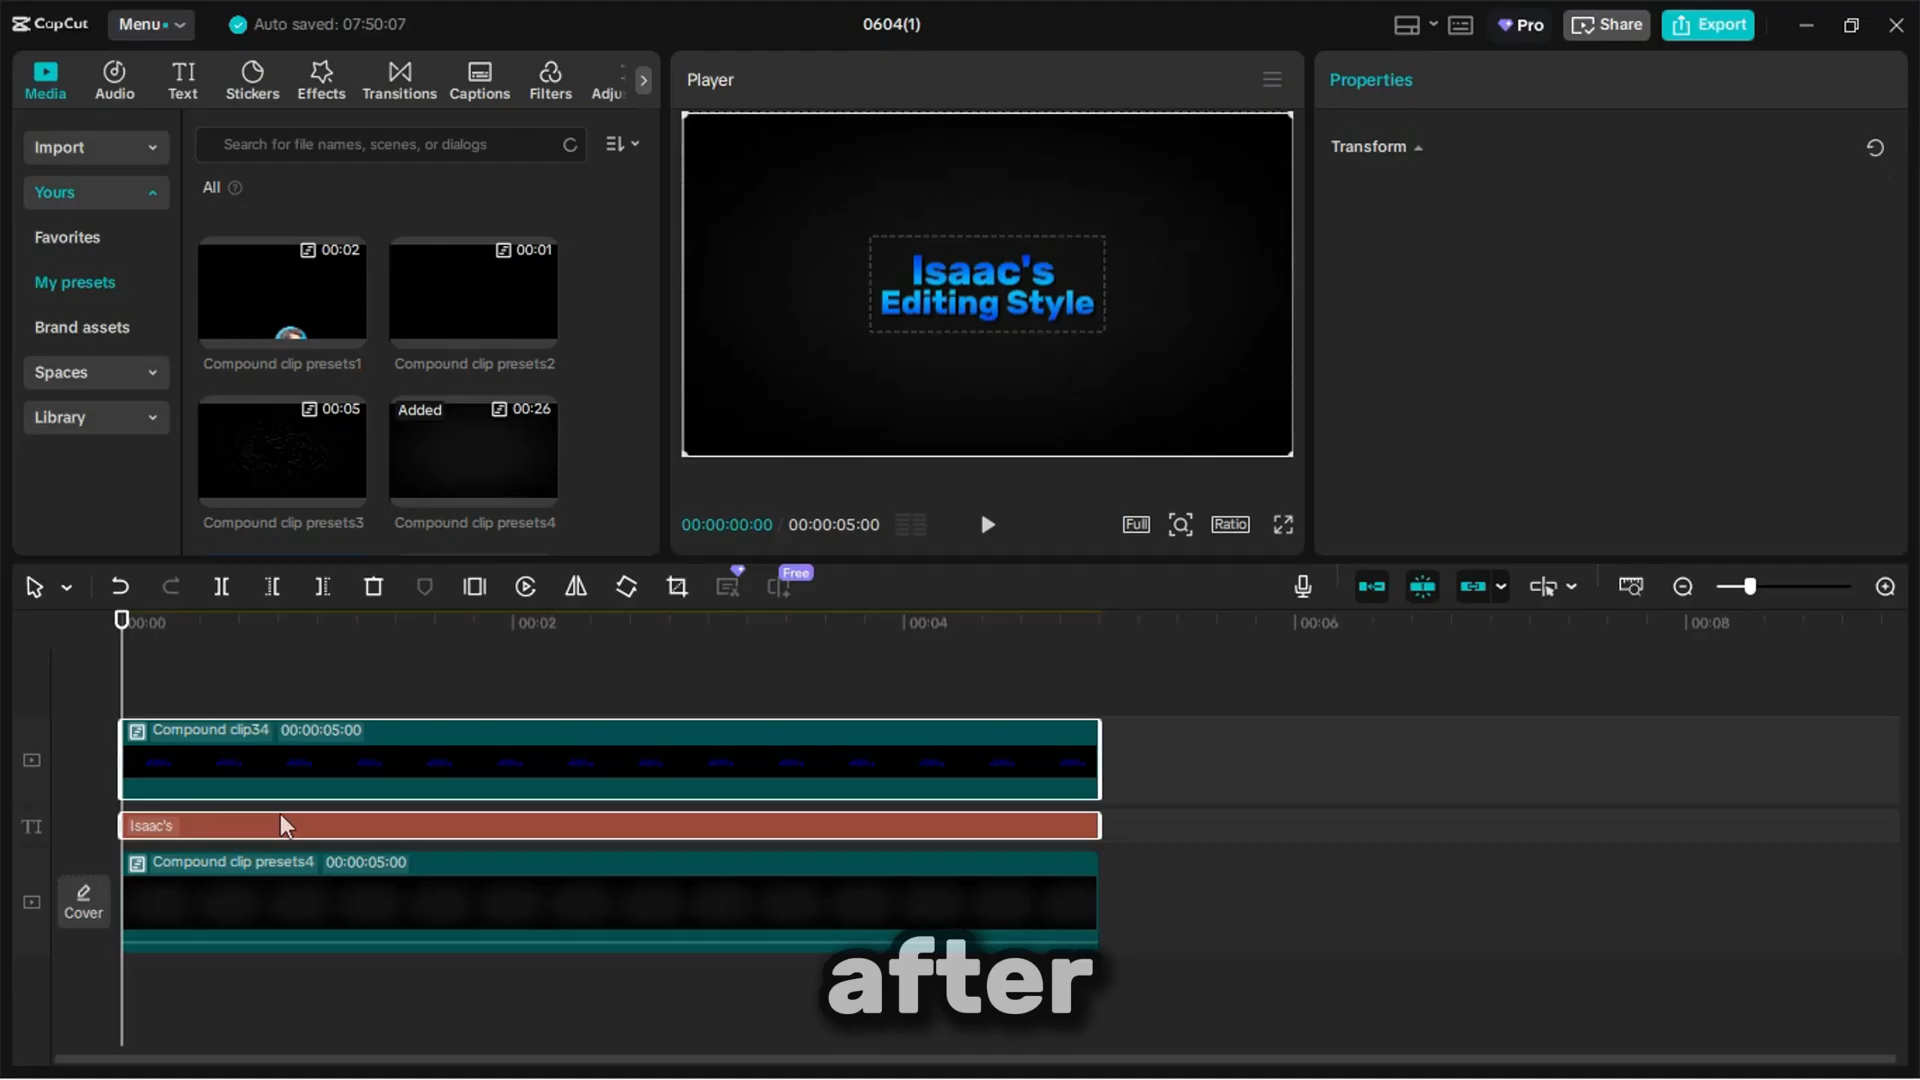 CapCut
Menu
Auto saved: 07:50:07
0604(1)
Pro
Share
Export
Media
Audio
TI
Text
Stickers
Effects
Transitions
Captions
Filters
Adju
Player
Properties
Import
Search for file names, scenes, or dialogs
Transform
Yours
All
Favorites
My presets
Brand assets
Spaces
Library
00:02
00:01
Compound clip presets1
Compound clip presets2
00:05
Added
00:26
Compound clip presets3
Compound clip presets4
Isaac's
Editing Style
00:00:00:00 / 00:00:05:00
Full
Ratio
Free
00:00
00:02
00:04
00:06
00:08
Compound clip34 00:00:05:00
TI
Isaac's
Compound clip presets4 00:00:05:00
Cover
after